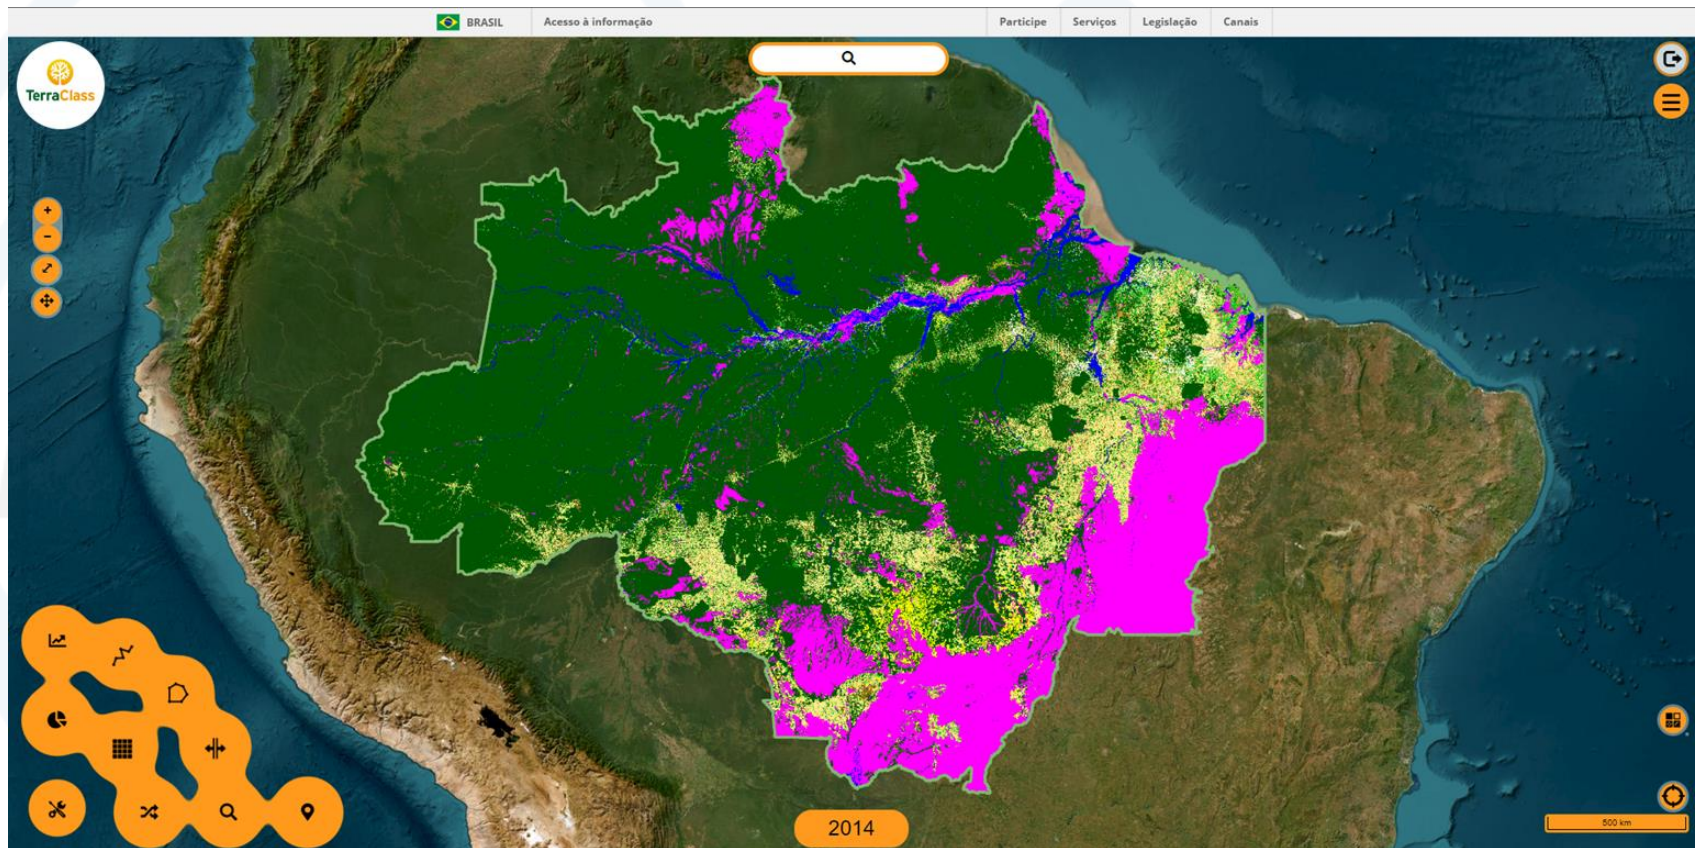 BRASIL
Acesso à informação
Participe
Serviços
Legislação
Canais
TerraClass
+
−
2014
500 km